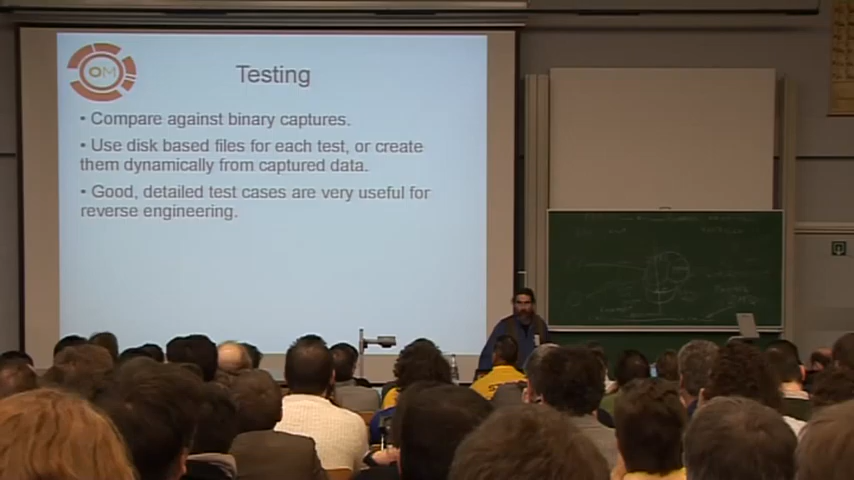 OM
Testing
• Compare against binary captures.
• Use disk based files for each test, or create
them dynamically from captured data.
• Good, detailed test cases are very useful for
reverse engineering.